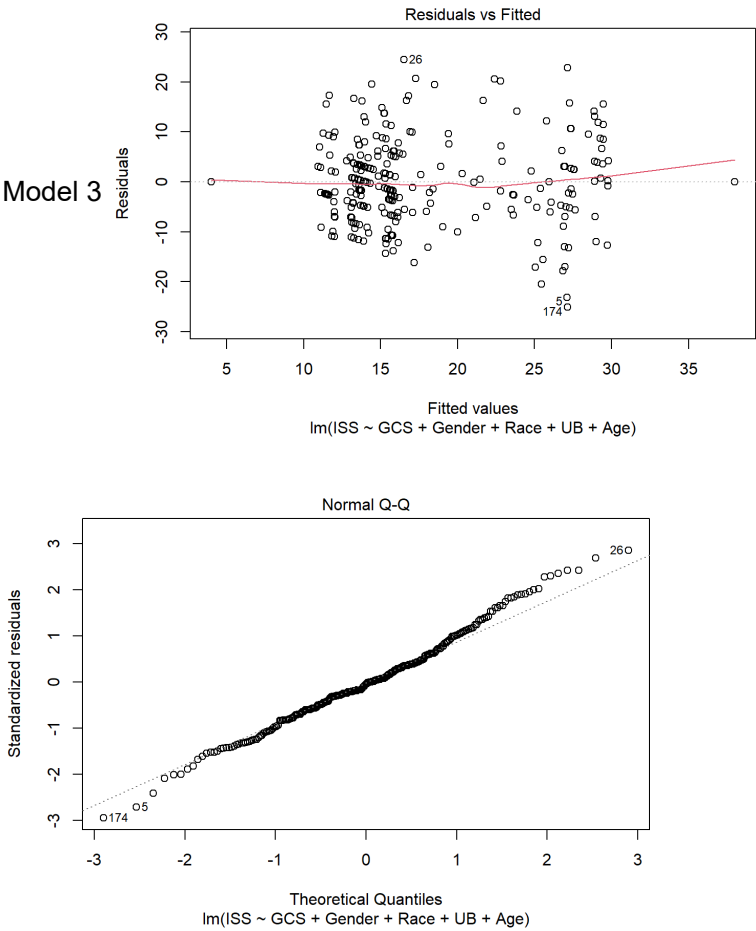 Residuals vs Fitted
30
20
10
0
-10
-20
-30
26
5
174
Model 3
Residuals
5 10 15 20 25 30 35
Fitted values
lm(ISS ~ GCS + Gender + Race + UB + Age)
Normal Q-Q
3
2
1
0
-1
-2
-3
26
5
174
Standardized residuals
-3 -2 -1 0 1 2 3
Theoretical Quantiles
lm(ISS ~ GCS + Gender + Race + UB + Age)